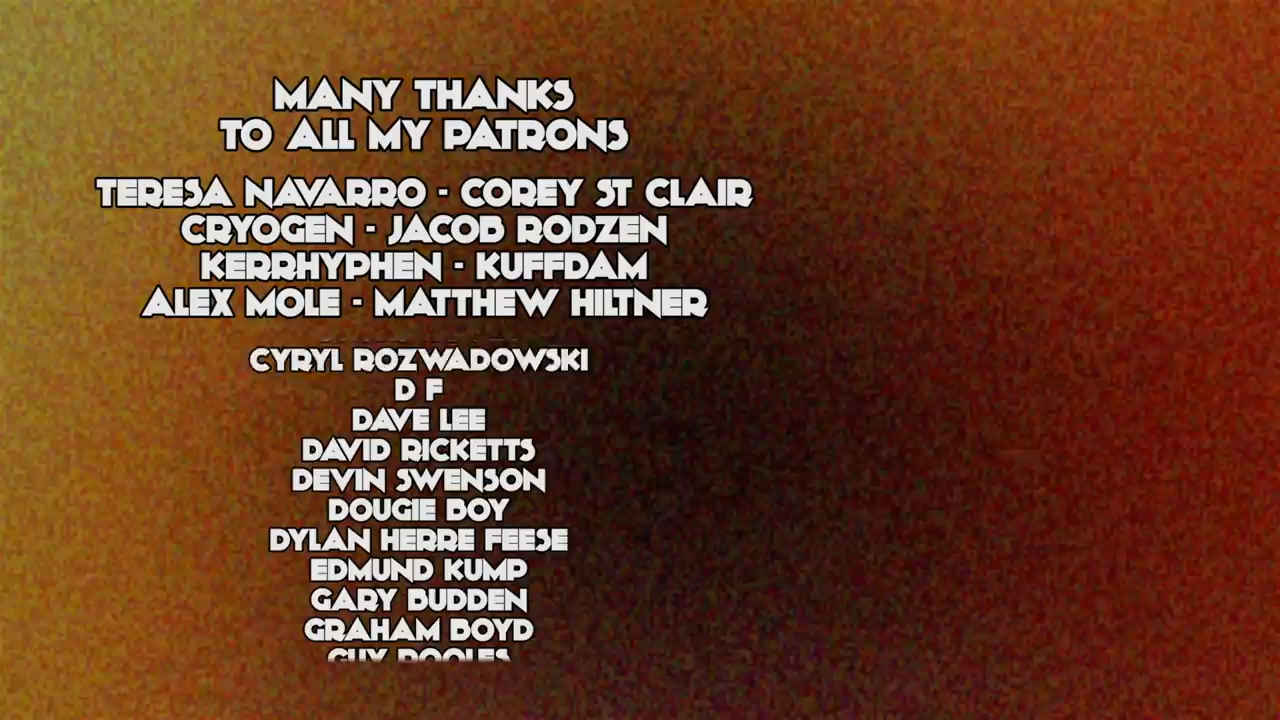 MANY THANKS
TO ALL MY PATRONS
TERESA NAVARRO - COREY ST CLAIR
CRYOGEN - JACOB RODZEN
KERRHYPHEN - KUFFDAM
ALEX MOLE - MATTHEW HILTNER
CYRYL ROZWADOWSKI
D F
DAVE LEE
DAVID RICKETTS
DEVIN SWENSON
DOUGIE BOY
DYLAN HERRE FEESE
EDMUND KUMP
GARY BUDDEN
GRAHAM BOYD
GUY